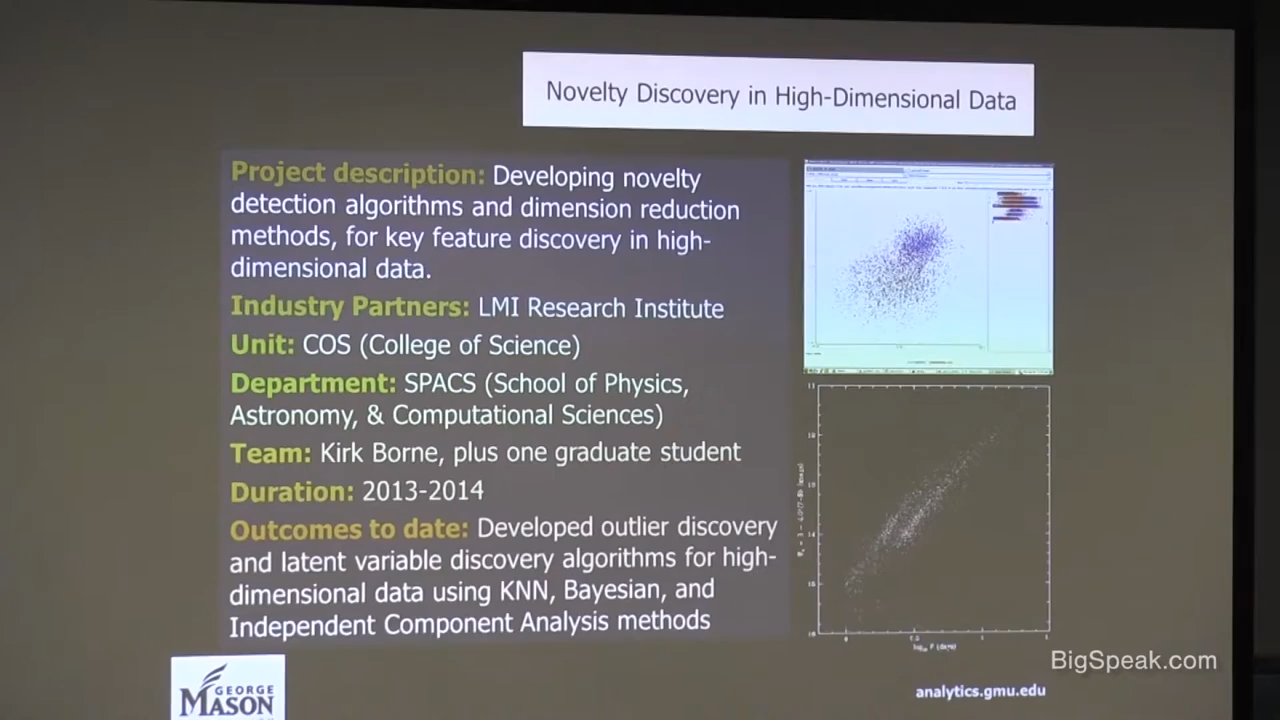 Novelty Discovery in High-Dimensional Data
Project description: Developing novelty
detection algorithms and dimension reduction
methods, for key feature discovery in high-
dimensional data.
Industry Partners: LMI Research Institute
Unit: COS (College of Science)
Department: SPACS (School of Physics,
Astronomy, & Computational Sciences)
Team: Kirk Borne, plus one graduate student
Duration: 2013-2014
Outcomes to date: Developed outlier discovery
and latent variable discovery algorithms for high-
dimensional data using KNN, Bayesian, and
Independent Component Analysis methods
GEORGE
MASON
analytics.gmu.edu
BigSpeak.com